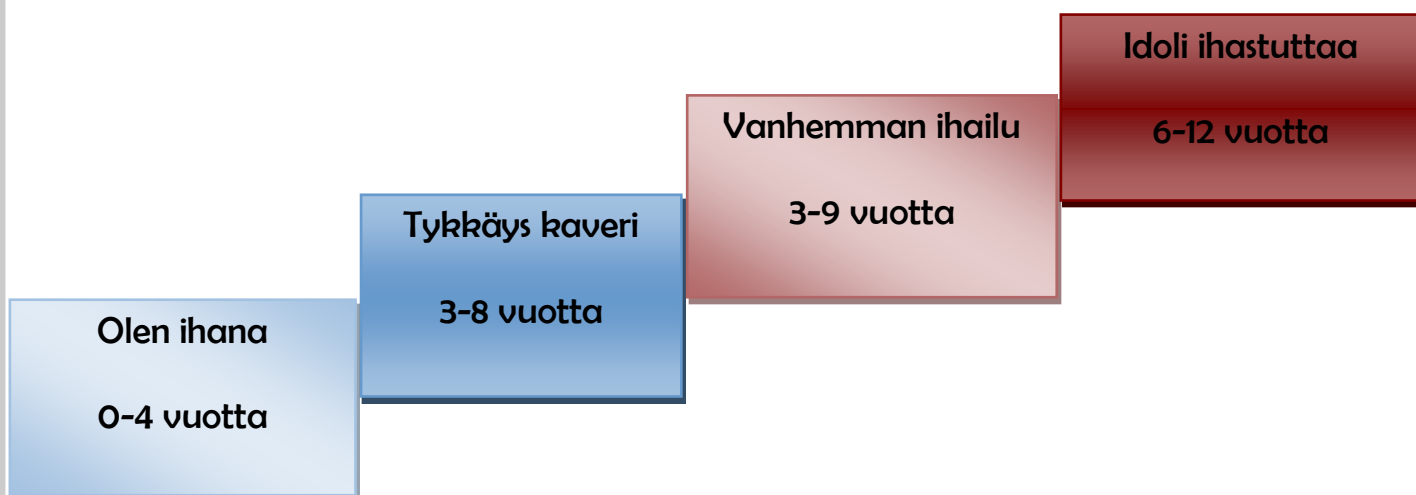 Olen ihana
0-4 vuotta
Tykkäys kaveri
3-8 vuotta
Vanhemman ihailu
3-9 vuotta
Idoli ihastuttaa
6-12 vuotta